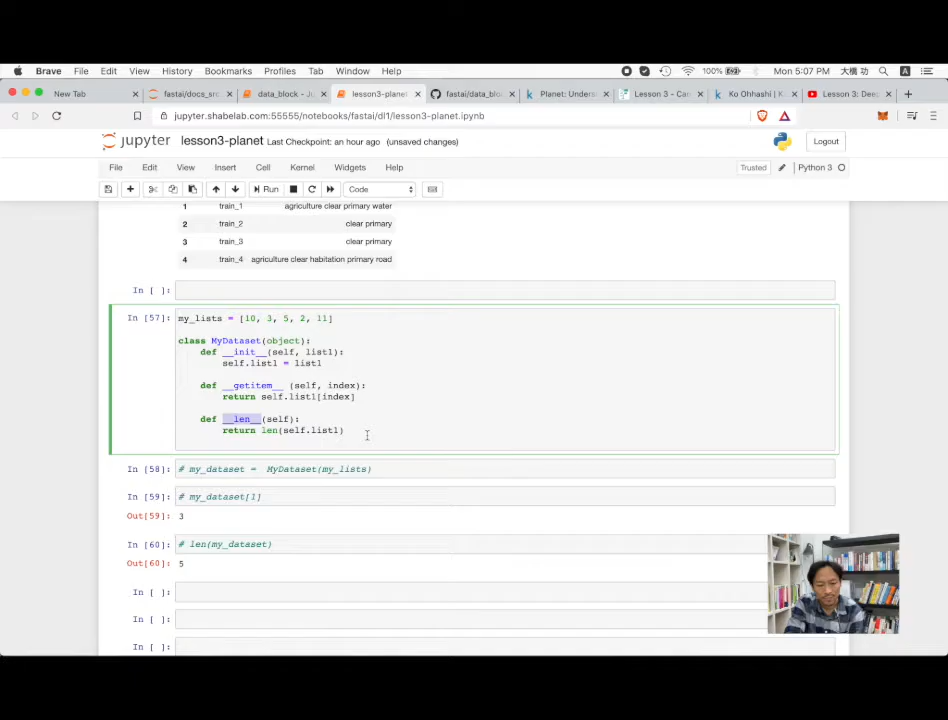 Brave File Edit View History Bookmarks Profiles Tab Window Help 100% Mon 5:07 PM 大橋 功 A
New Tab × fastai/docs_src × data_block - Ju × lesson3-planet × fastai/data_blo × Planet: Unders × Lesson 3 - Ca × Ko Ohhashi | K × Lesson 3: Dee × +
jupyter.shabelab.com:55555/notebooks/fastai/dl1/lesson3-planet.ipynb
jupyter lesson3-planet Last Checkpoint: an hour ago (unsaved changes) Logout
File Edit View Insert Cell Kernel Widgets Help Trusted Python 3
Run Code
1 train_1 agriculture clear primary water
2 train_2 clear primary
3 train_3 clear primary
4 train_4 agriculture clear habitation primary road
In [ ]:
In [57]: my_lists = [10, 3, 5, 2, 11]
class MyDataset(object):
def __init__(self, list1):
self.list1 = list1
def __getitem__ (self, index):
return self.list1[index]
def __len__(self):
return len(self.list1)
In [58]: # my_dataset = MyDataset(my_lists)
In [59]: # my_dataset[1]
Out[59]: 3
In [60]: # len(my_dataset)
Out[60]: 5
In [ ]:
In [ ]:
In [ ]: